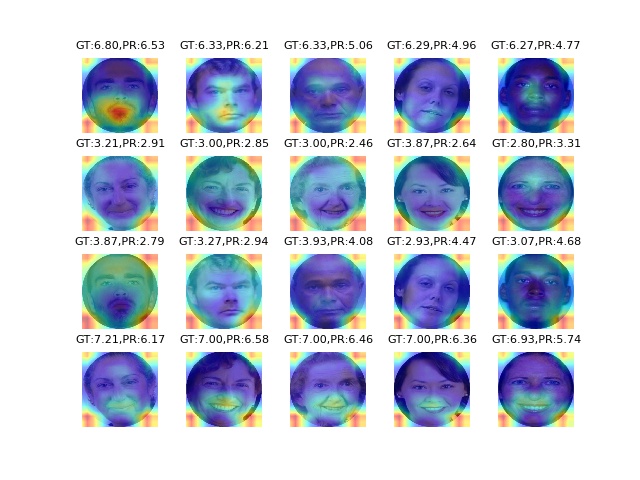 GT:6.80,PR:6.53 GT:6.33,PR:6.21 GT:6.33,PR:5.06 GT:6.29,PR:4.96 GT:6.27,PR:4.77
GT:3.21,PR:2.91 GT:3.00,PR:2.85 GT:3.00,PR:2.46 GT:3.87,PR:2.64 GT:2.80,PR:3.31
GT:3.87,PR:2.79 GT:3.27,PR:2.94 GT:3.93,PR:4.08 GT:2.93,PR:4.47 GT:3.07,PR:4.68
GT:7.21,PR:6.17 GT:7.00,PR:6.58 GT:7.00,PR:6.46 GT:7.00,PR:6.36 GT:6.93,PR:5.74